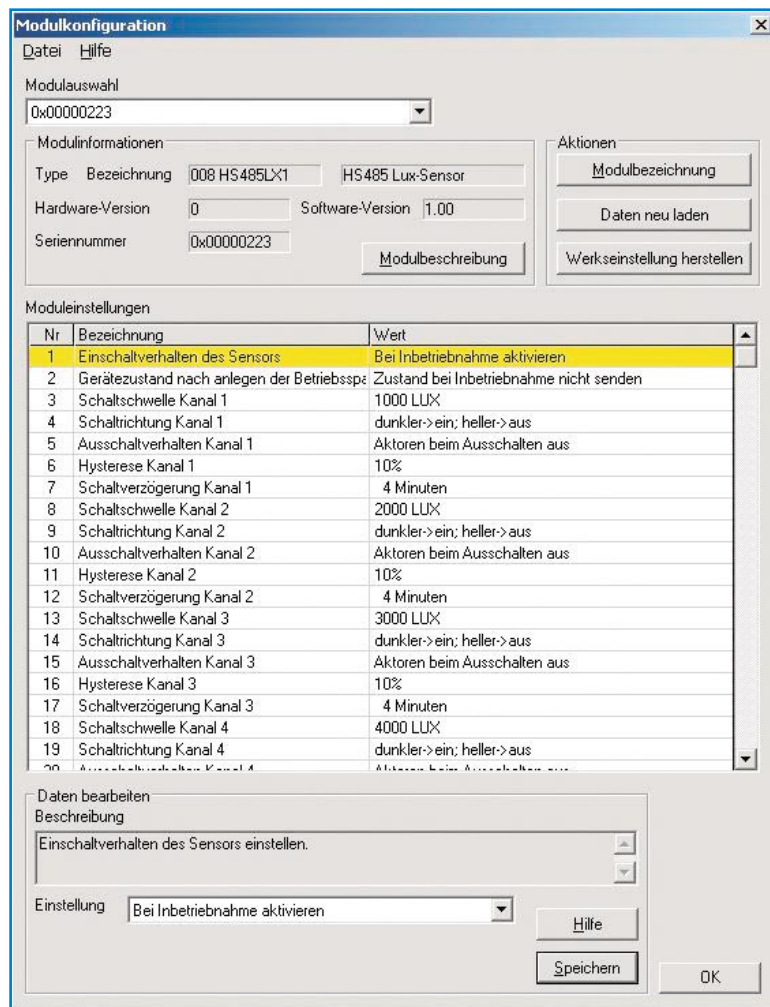 Modulkonfiguration
Datei Hilfe
Modulauswahl
0x00000223
Modulinformationen
Type Bezeichnung 008 HS485LX1 HS485 Lux-Sensor
Hardware-Version 0 Software-Version 1.00
Seriennummer 0x00000223
Modulbeschreibung
Aktionen
Modulbezeichnung
Daten neu laden
Werkseinstellung herstellen
Moduleinstellungen
Nr Bezeichnung Wert
1 Einschaltverhalten des Sensors Bei Inbetriebnahme aktivieren
2 Gerätezustand nach anlegen der Betriebsspa Zustand bei Inbetriebnahme nicht senden
3 Schaltschwelle Kanal 1 1000 LUX
4 Schaltrichtung Kanal 1 dunkler->ein; heller->aus
5 Ausschaltverhalten Kanal 1 Aktoren beim Ausschalten aus
6 Hysterese Kanal 1 10%
7 Schaltverzögerung Kanal 1 4 Minuten
8 Schaltschwelle Kanal 2 2000 LUX
9 Schaltrichtung Kanal 2 dunkler->ein; heller->aus
10 Ausschaltverhalten Kanal 2 Aktoren beim Ausschalten aus
11 Hysterese Kanal 2 10%
12 Schaltverzögerung Kanal 2 4 Minuten
13 Schaltschwelle Kanal 3 3000 LUX
14 Schaltrichtung Kanal 3 dunkler->ein; heller->aus
15 Ausschaltverhalten Kanal 3 Aktoren beim Ausschalten aus
16 Hysterese Kanal 3 10%
17 Schaltverzögerung Kanal 3 4 Minuten
18 Schaltschwelle Kanal 4 4000 LUX
19 Schaltrichtung Kanal 4 dunkler->ein; heller->aus
20 Ausschaltverhalten Kanal 4 Aktoren beim Ausschalten aus
Daten bearbeiten
Beschreibung
Einschaltverhalten des Sensors einstellen.
Einstellung Bei Inbetriebnahme aktivieren
Hilfe
Speichern
OK